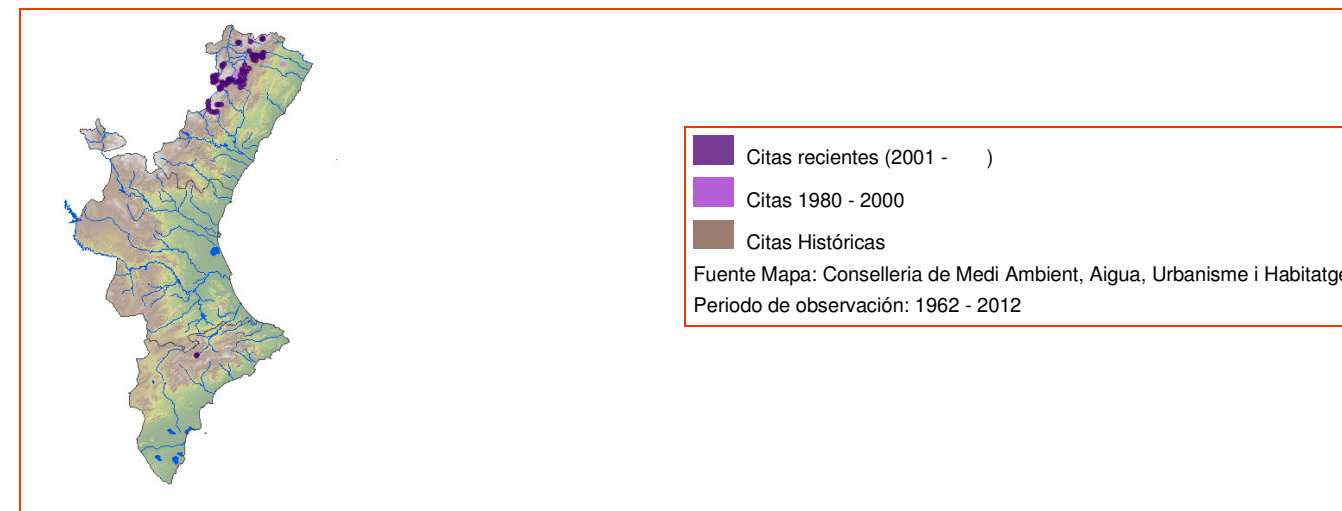 Citas recientes (2001 - )
Citas 1980 - 2000
Citas Históricas
Fuente Mapa: Conselleria de Medi Ambient, Aigua, Urbanisme i Habitatge
Periodo de observación: 1962 - 2012